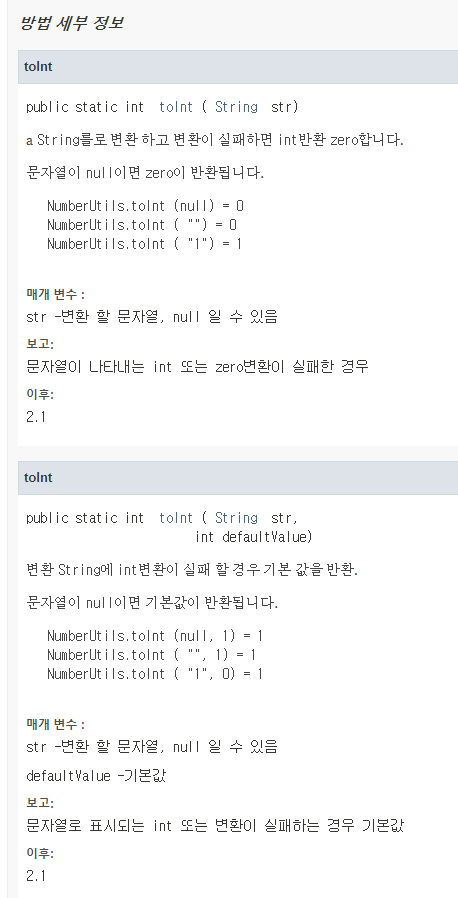 방법 세부 정보
toInt
public static int toInt ( String str)
a String를로 변환 하고 변환이 실패하면 int반환 zero합니다.
문자열이 null이면 zero이 반환됩니다.
NumberUtils.toInt (null) = 0
NumberUtils.toInt ( "") = 0
NumberUtils.toInt ( "1") = 1
매개 변수 :
str -변환 할 문자열, null 일 수 있음
보고:
문자열이 나타내는 int 또는 zero변환이 실패한 경우
이후:
2.1
toInt
public static int toInt ( String str,
int defaultValue)
변환 String에 int변환이 실패 할 경우 기본 값을 반환.
문자열이 null이면 기본값이 반환됩니다.
NumberUtils.toInt (null, 1) = 1
NumberUtils.toInt ( "", 1) = 1
NumberUtils.toInt ( "1", 0) = 1
매개 변수 :
str -변환 할 문자열, null 일 수 있음
defaultValue -기본값
보고:
문자열로 표시되는 int 또는 변환이 실패하는 경우 기본값
이후:
2.1